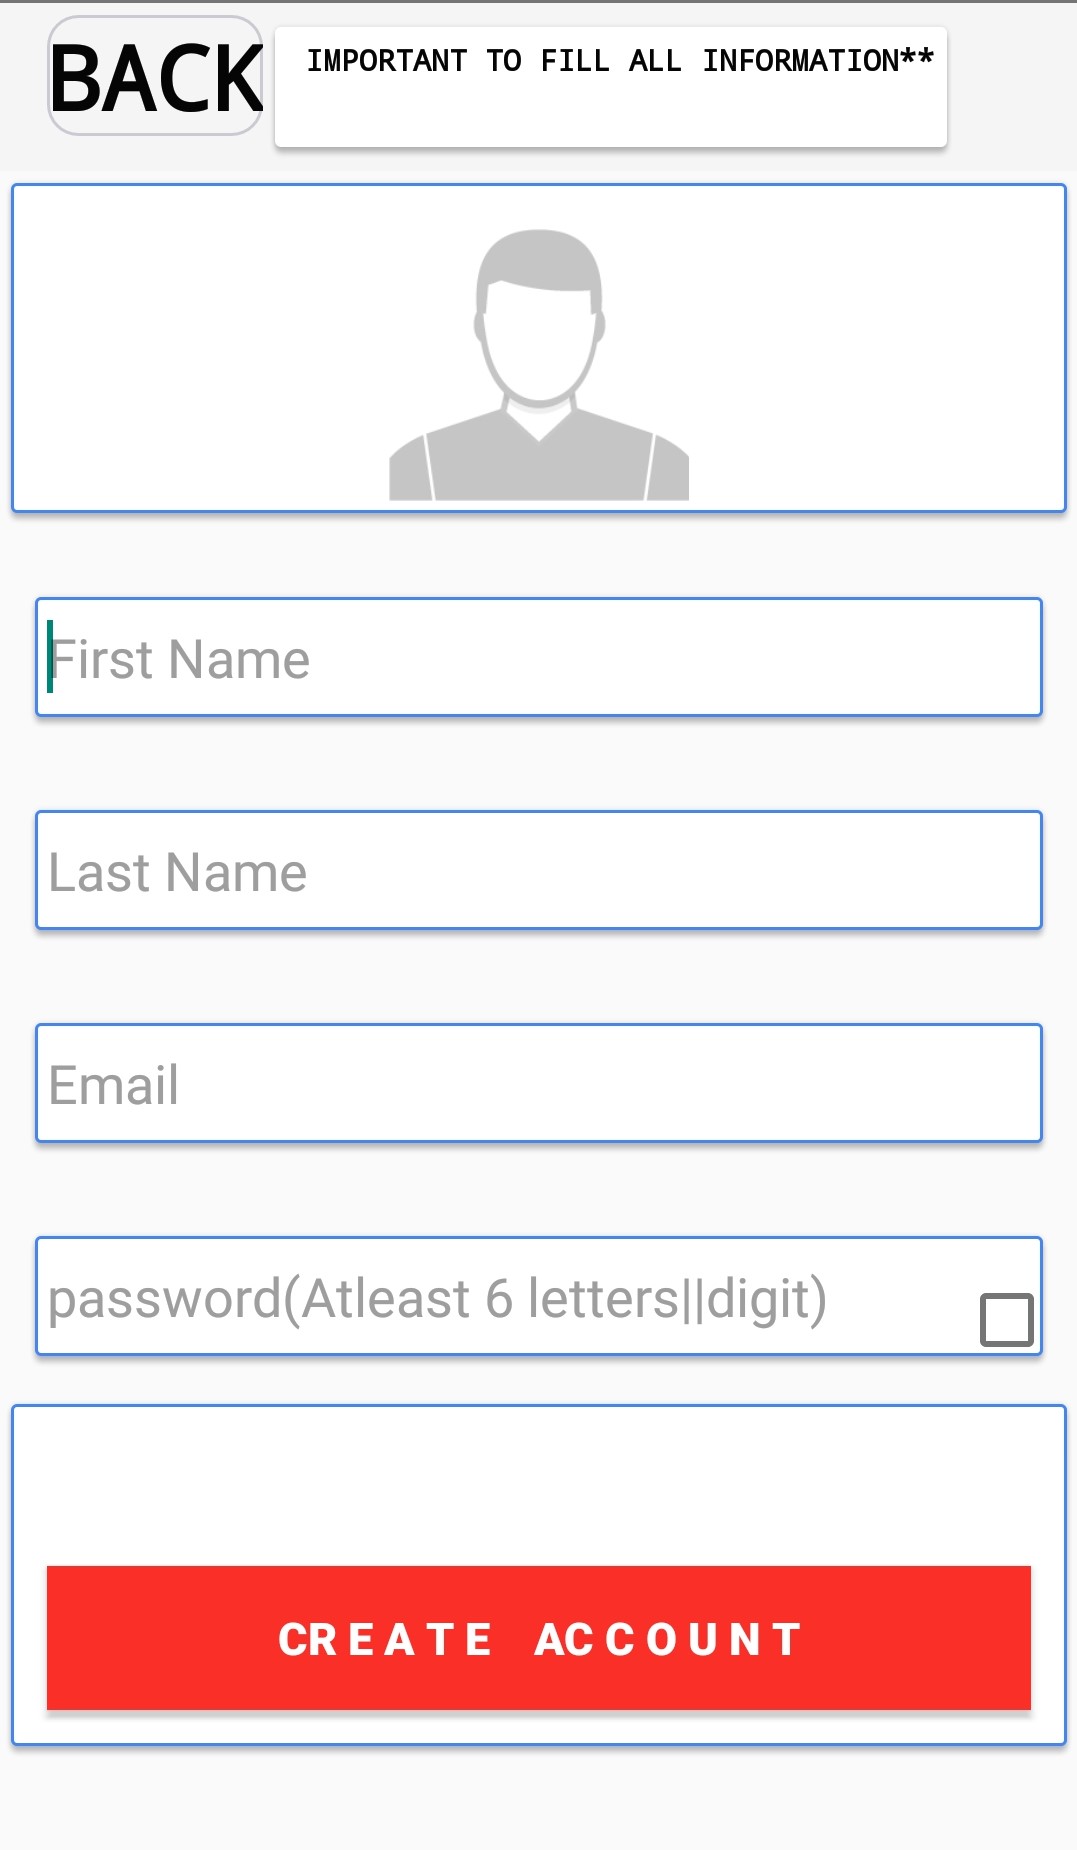 BACK
IMPORTANT TO FILL ALL INFORMATION**
First Name
Last Name
Email
password(Atleast 6 letters||digit)
CREATE ACCOUNT